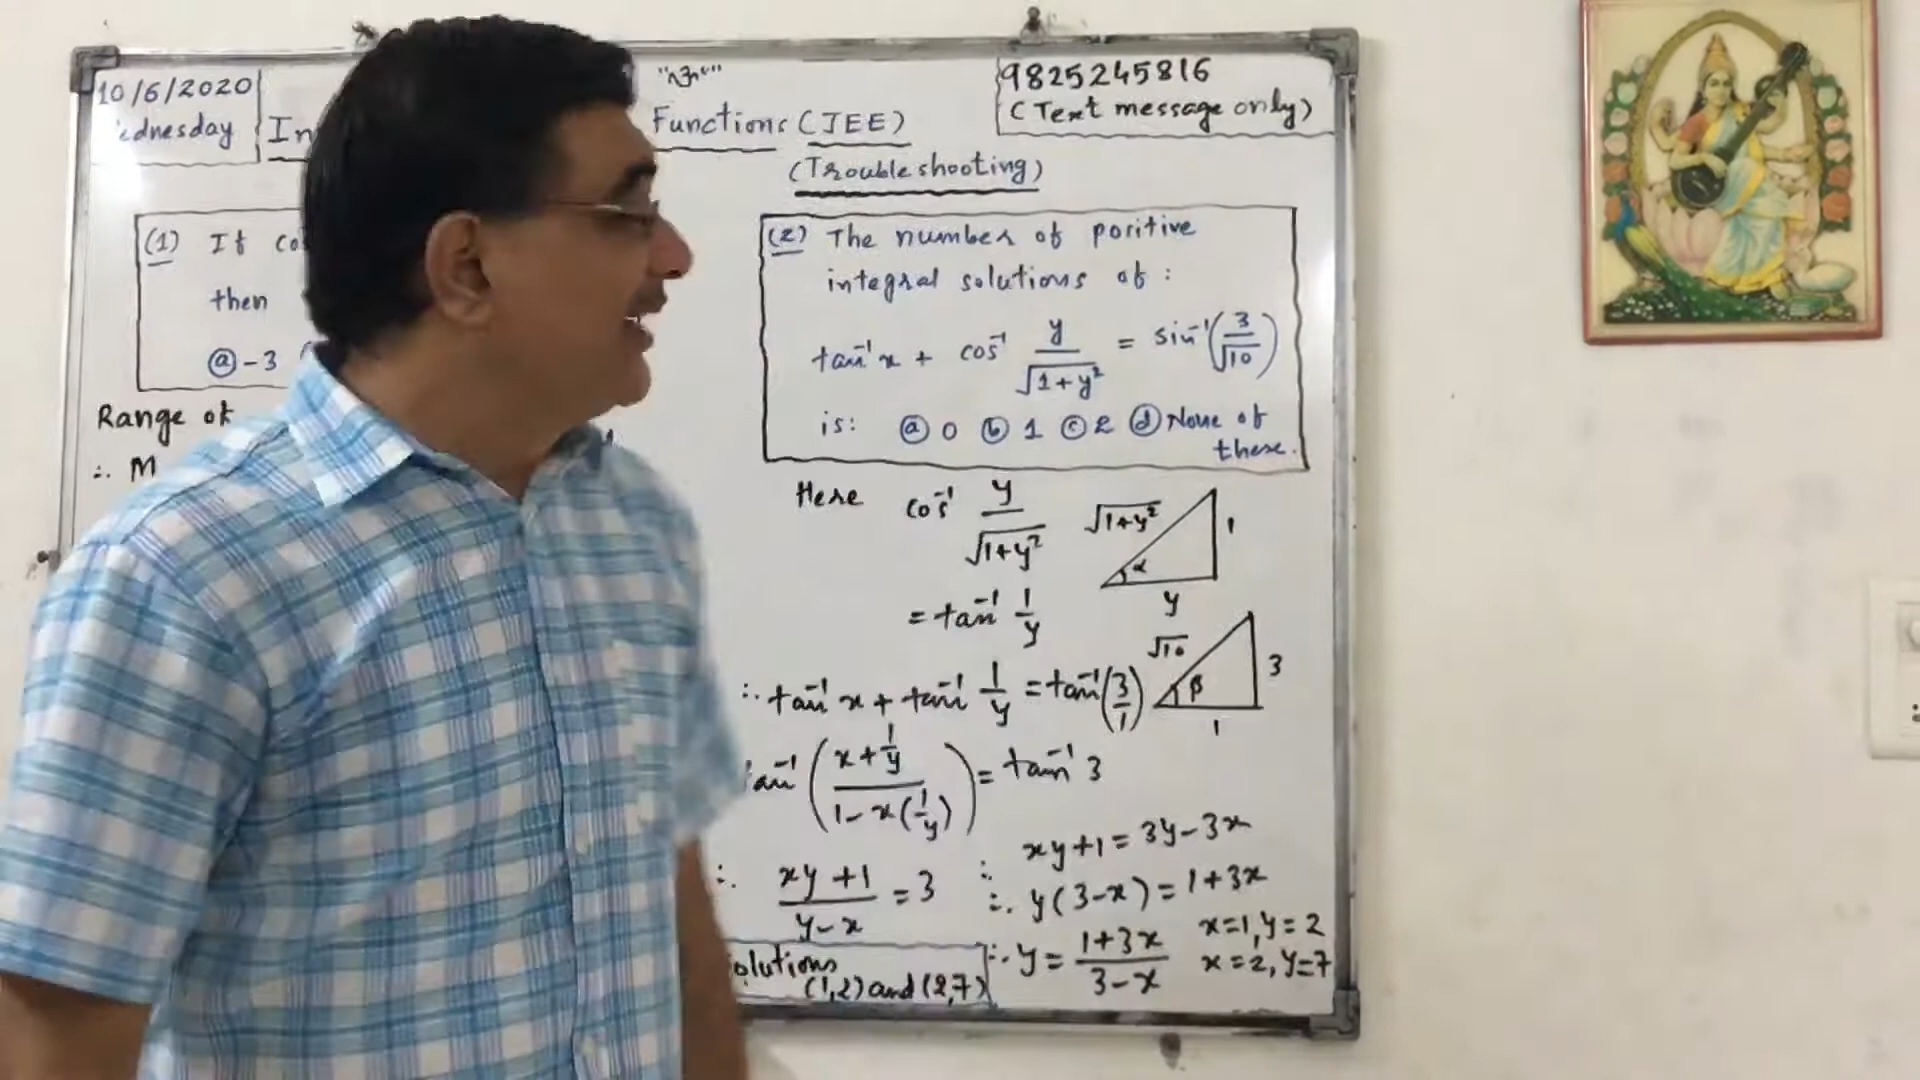 10/6/2020
ednesday
In
Functions (JEE)
(Troubleshooting)
9825245816
(Text message only)
(1) If co
then
(a) -3
Range of
∴ M
(2) The number of positive
integral solutions of :
tan⁻¹ x + cos⁻¹ y/√(1+y²) = sin⁻¹(3/√10)
is: (a) 0 (b) 1 (c) 2 (d) None of
these.
Here cos⁻¹ y/√(1+y²)
= tan⁻¹ 1/y
√(1+y²) 1 α y
√10 3 β 1
∴ tan⁻¹ x + tan⁻¹ 1/y = tan⁻¹(3/1)
tan⁻¹((x + 1/y)/(1 - x(1/y))) = tan⁻¹ 3
∴ (xy + 1)/(y - x) = 3
∴ xy + 1 = 3y - 3x
∴ y(3-x) = 1+3x
∴ y = (1+3x)/(3-x)
x=1, y=2
x=2, y=7
olutions
(1,2) and (2,7)